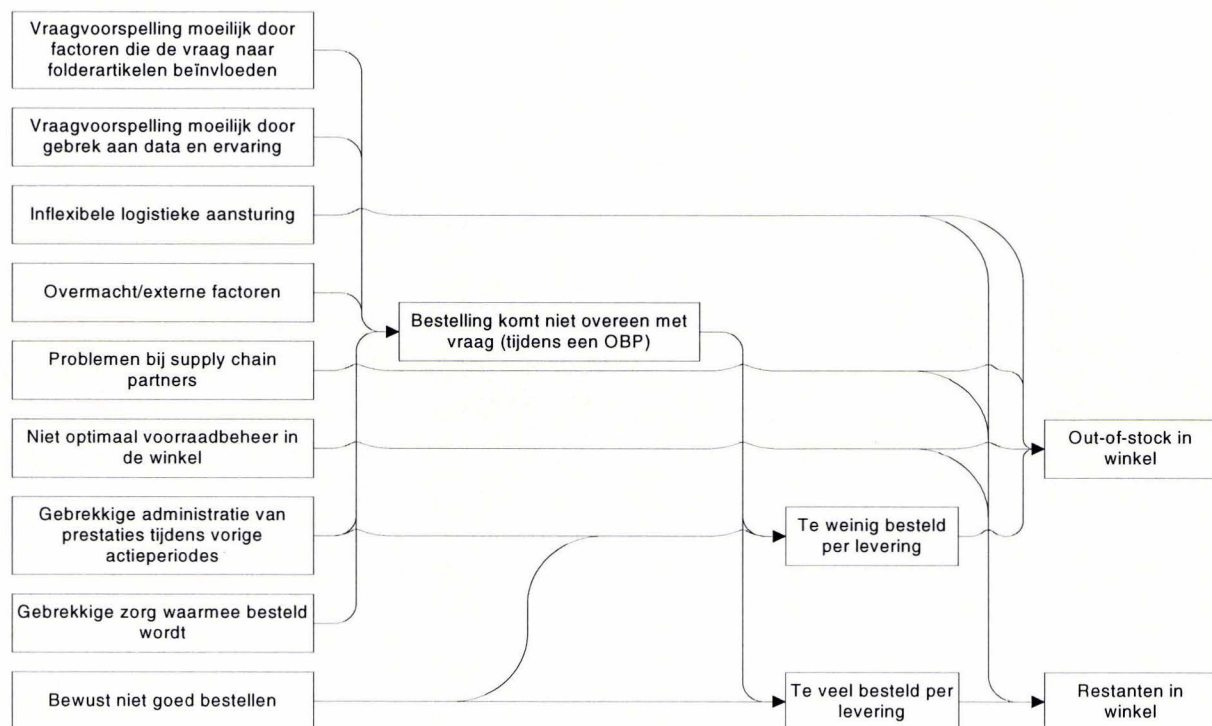 Vraagvoorspelling moeilijk door
factoren die de vraag naar
folderartikelen beïnvloeden
Vraagvoorspelling moeilijk door
gebrek aan data en ervaring
Inflexibele logistieke aansturing
Overmacht/externe factoren
Problemen bij supply chain
partners
Niet optimaal voorraadbeheer in
de winkel
Gebrekkige administratie van
prestaties tijdens vorige
actieperiodes
Gebrekkige zorg waarmee besteld
wordt
Bewust niet goed bestellen
Bestelling komt niet overeen met
vraag (tijdens een OBP)
Te weinig besteld
per levering
Te veel besteld per
levering
Out-of-stock in
winkel
Restanten in
winkel